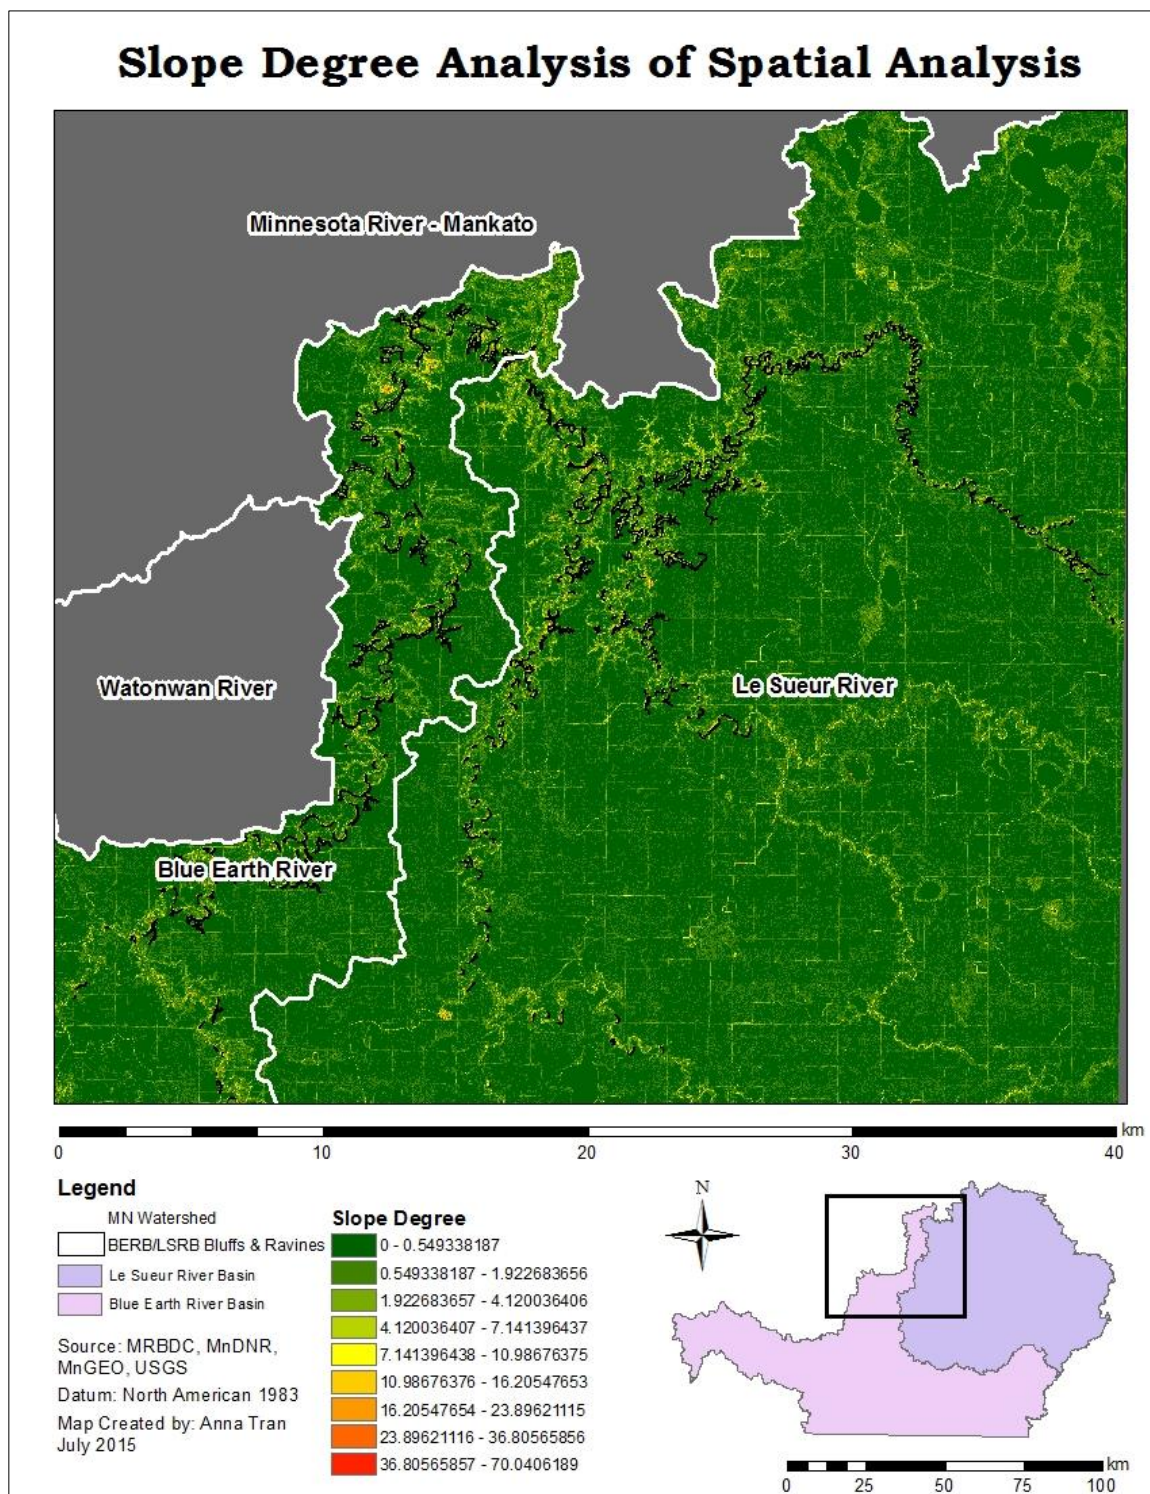 Slope Degree Analysis of Spatial Analysis
Minnesota River - Mankato
Watonwan River
Le Sueur River
Blue Earth River
km
0 10 20 30 40
Legend
MN Watershed
BERB/LSRB Bluffs & Ravines
Le Sueur River Basin
Blue Earth River Basin
Source: MRBDC, MnDNR,
MnGEO, USGS
Datum: North American 1983
Map Created by: Anna Tran
July 2015
Slope Degree
0 - 0.549338187
0.549338187 - 1.922683656
1.922683657 - 4.120036406
4.120036407 - 7.141396437
7.141396438 - 10.98676375
10.98676376 - 16.20547653
16.20547654 - 23.89621115
23.89621116 - 36.80565856
36.80565857 - 70.0406189
N
km
0 25 50 75 100